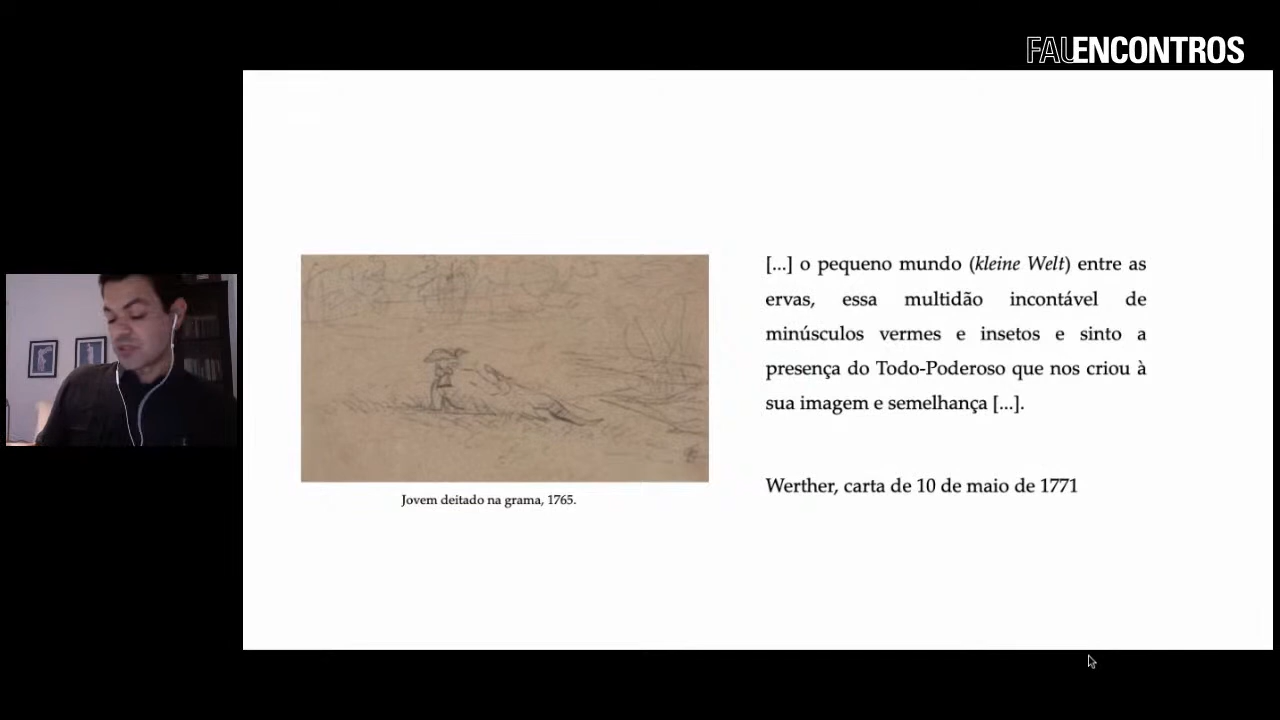 FALENCONTROS
[...] o pequeno mundo (kleine Welt) entre as
ervas, essa multidão incontável de
minúsculos vermes e insetos e sinto a
presença do Todo-Poderoso que nos criou à
sua imagem e semelhança [...].
Werther, carta de 10 de maio de 1771
Jovem deitado na grama, 1765.